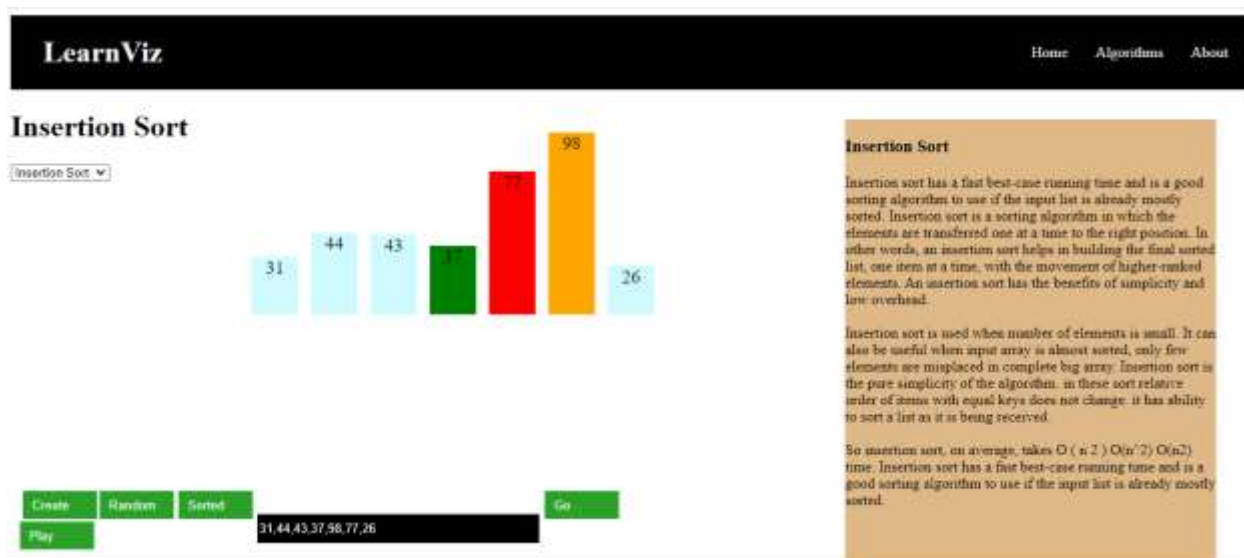 LearnViz
Home Algorithms About
Insertion Sort
Insertion Sort
31 44 43 37 77 98 26
Insertion Sort
Insertion sort has a fast best-case running time and is a good
sorting algorithm to use if the input list is already mostly
sorted. Insertion sort is a sorting algorithm in which the
elements are transferred one at a time to the right position. In
other words, an insertion sort helps in building the final sorted
list, one item at a time, with the movement of higher-ranked
elements. An insertion sort has the benefits of simplicity and
low overhead.
Insertion sort is used when number of elements is small. It can
also be useful when input array is almost sorted, only few
elements are misplaced in complete big array. Insertion sort is
the pure simplicity of the algorithm. in these sort relative
order of items with equal keys does not change. it has ability
to sort a list as it is being received.
So insertion sort, on average, takes O ( n 2 ) O(n^2) O(n2)
time. Insertion sort has a fast best-case running time and is a
good sorting algorithm to use if the input list is already mostly
sorted.
Create Random Sorted Go
Play 31,44,43,37,98,77,26